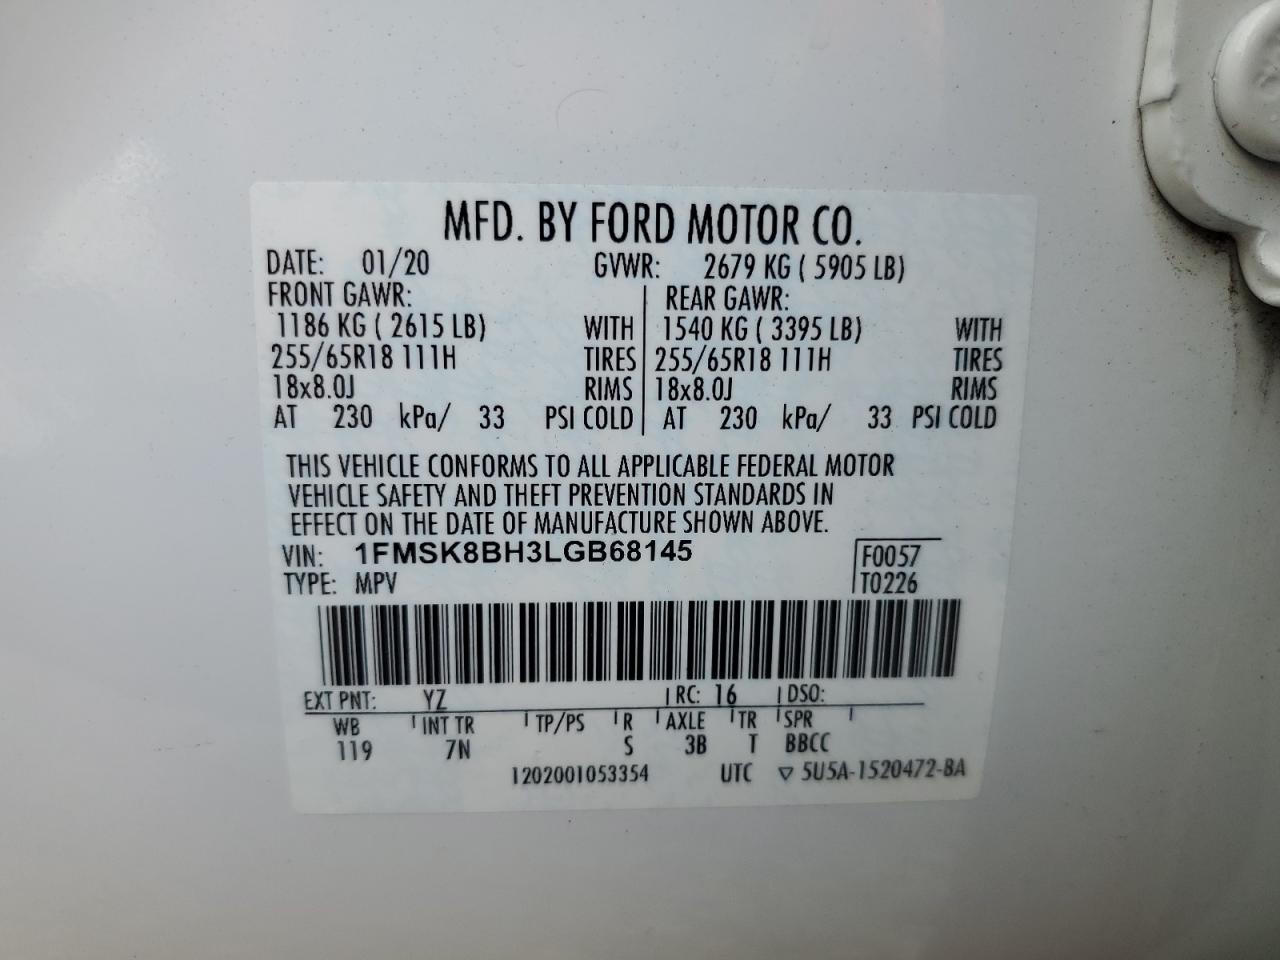 MFD. BY FORD MOTOR CO.
DATE: 01/20 GVWR: 2679 KG ( 5905 LB)
FRONT GAWR: REAR GAWR:
1186 KG ( 2615 LB) WITH 1540 KG ( 3395 LB) WITH
255/65R18 111H TIRES 255/65R18 111H TIRES
18x8.0J RIMS 18x8.0J RIMS
AT 230 kPa/ 33 PSI COLD AT 230 kPa/ 33 PSI COLD
THIS VEHICLE CONFORMS TO ALL APPLICABLE FEDERAL MOTOR
VEHICLE SAFETY AND THEFT PREVENTION STANDARDS IN
EFFECT ON THE DATE OF MANUFACTURE SHOWN ABOVE.
VIN: 1FMSK8BH3LGB68145 F0057
TYPE: MPV T0226
EXT PNT: YZ RC: 16 DSO:
WB INT TR TP/PS R AXLE TR SPR
119 7N S 3B T BBCC
1202001053354 UTC ▽ 5U5A-1520472-BA